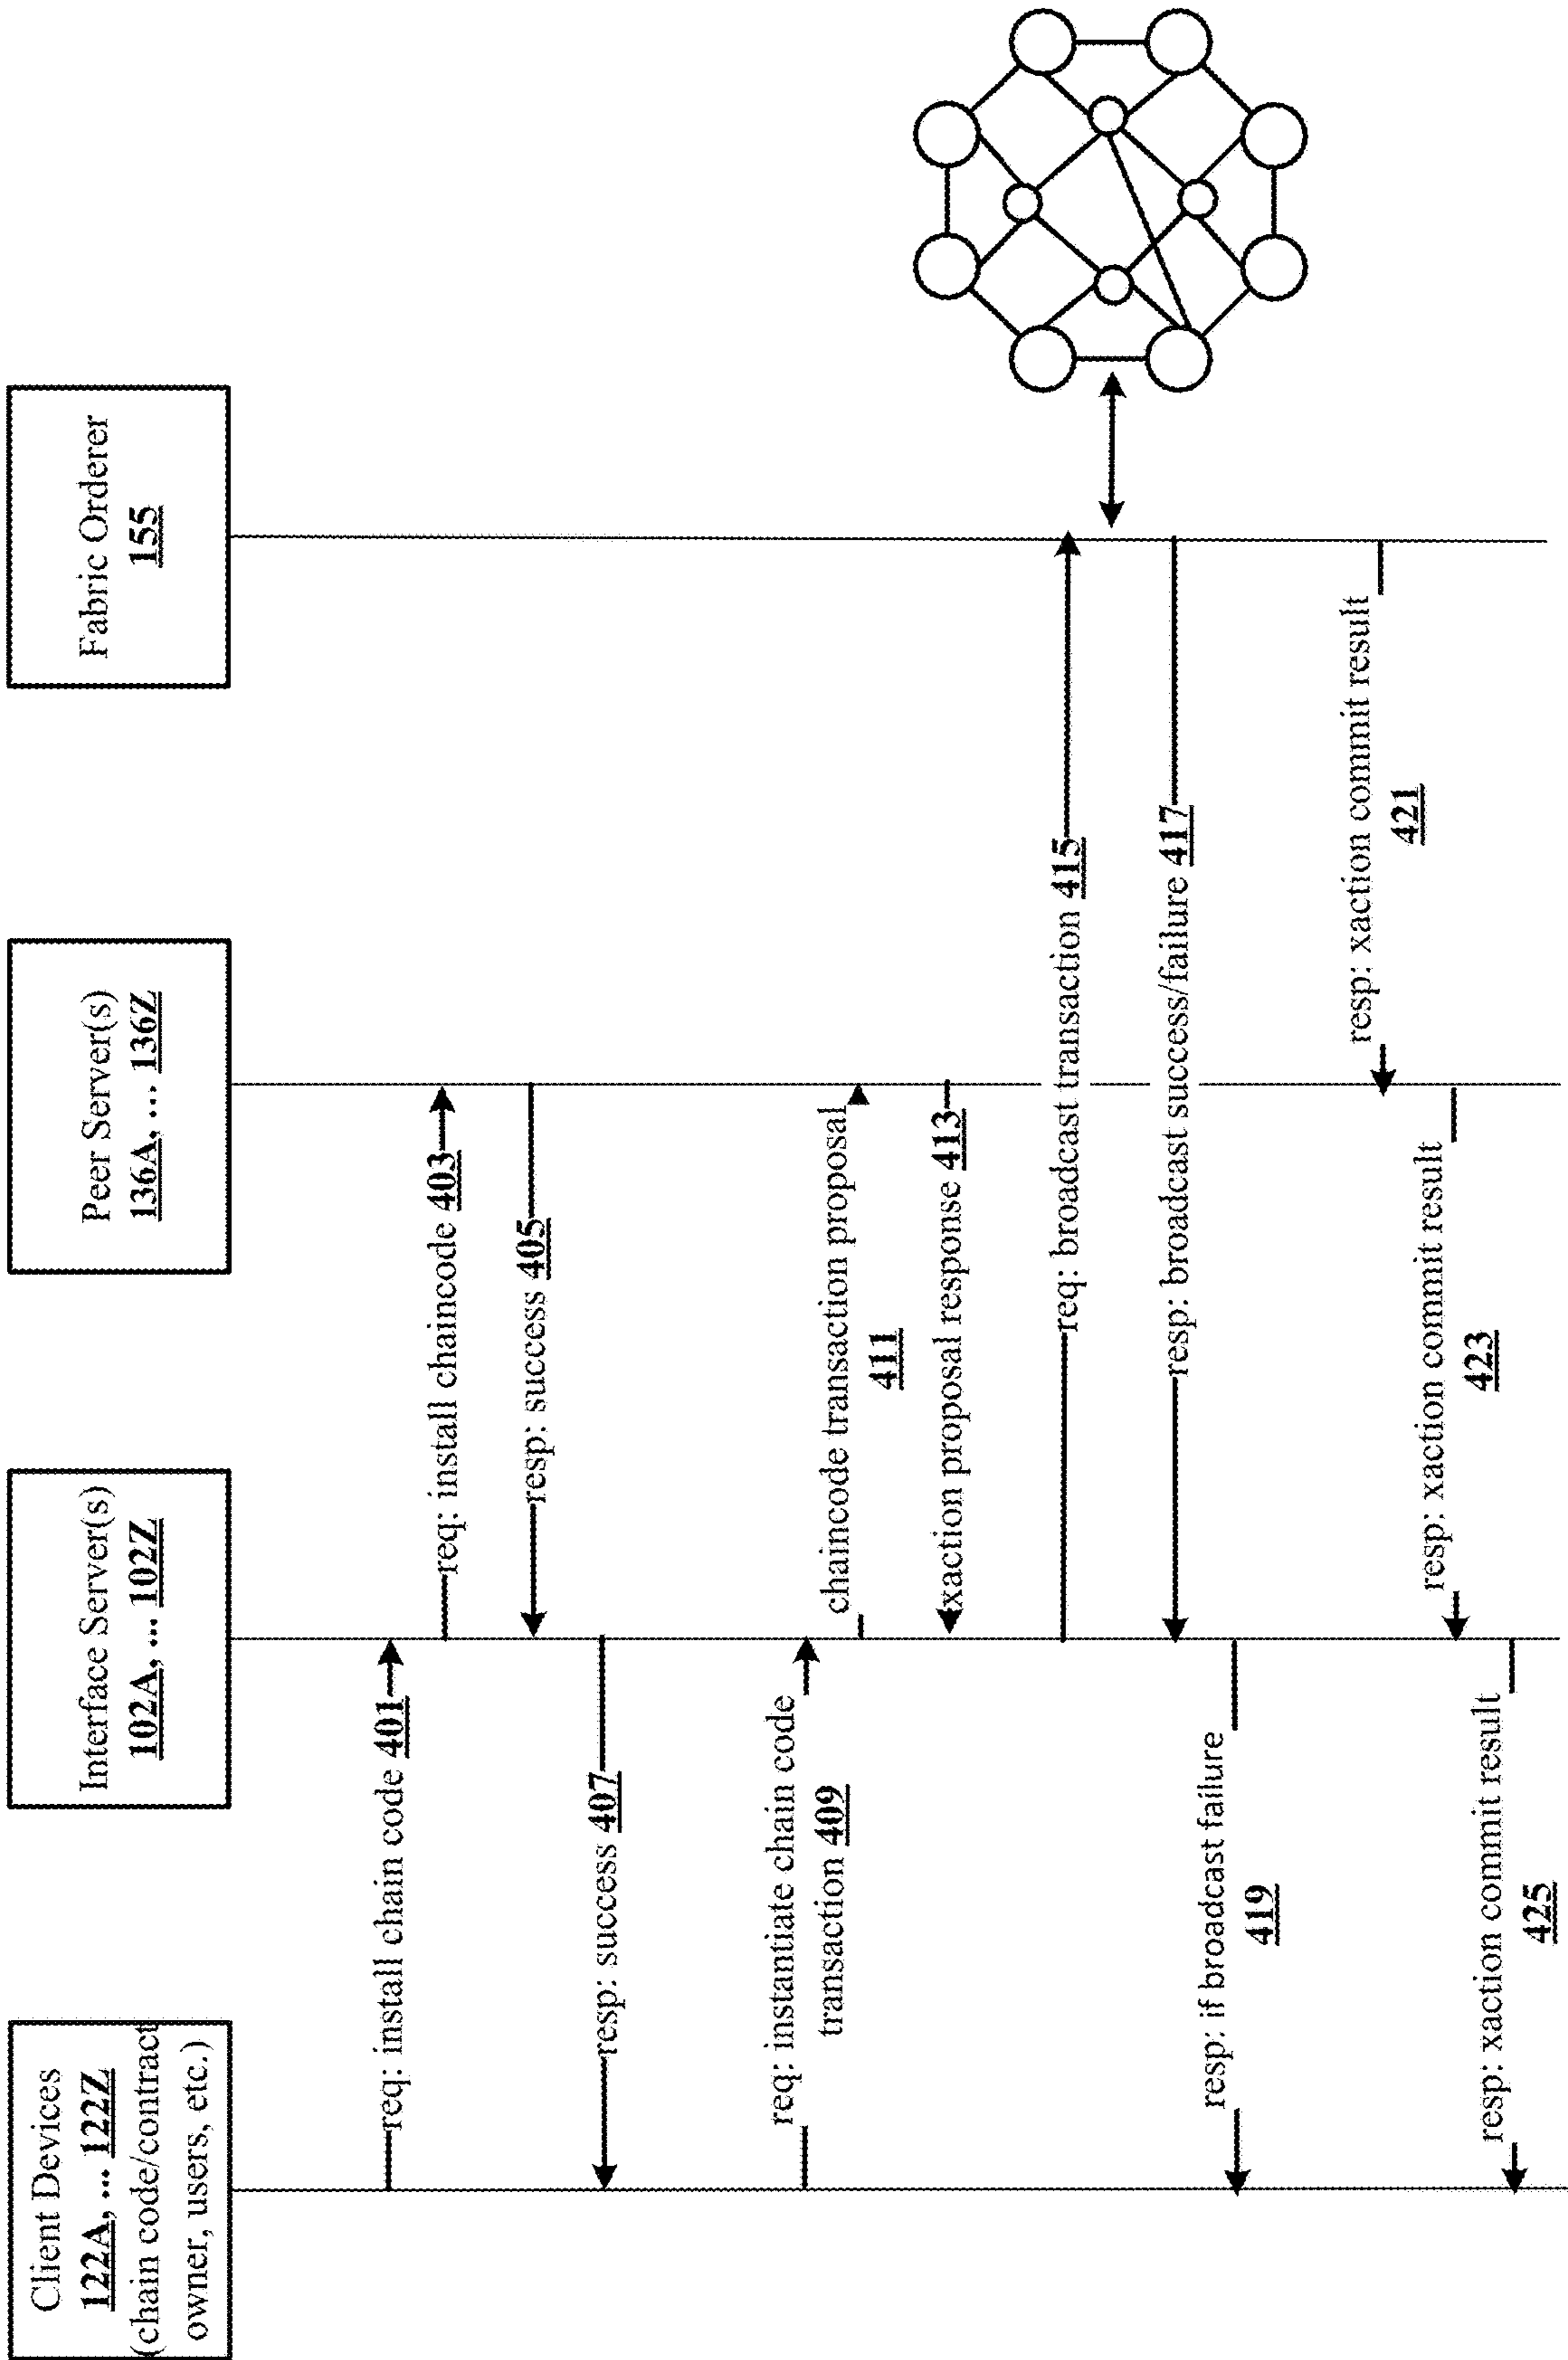 Client Devices
122A, ... 122Z
(chain code/contract
owner, users, etc.)
Interface Server(s)
102A, ... 102Z
Peer Server(s)
136A, ... 136Z
Fabric Orderer
155
req: install chain code 401
req: install chaincode 403
resp: success 405
resp: success 407
req: instantiate chain code
transaction 409
chaincode transaction proposal
411
xaction proposal response 413
req: broadcast transaction 415
resp: broadcast success/failure 417
resp: if broadcast failure
419
resp: xaction commit result
421
resp: xaction commit result
423
resp: xaction commit result
425